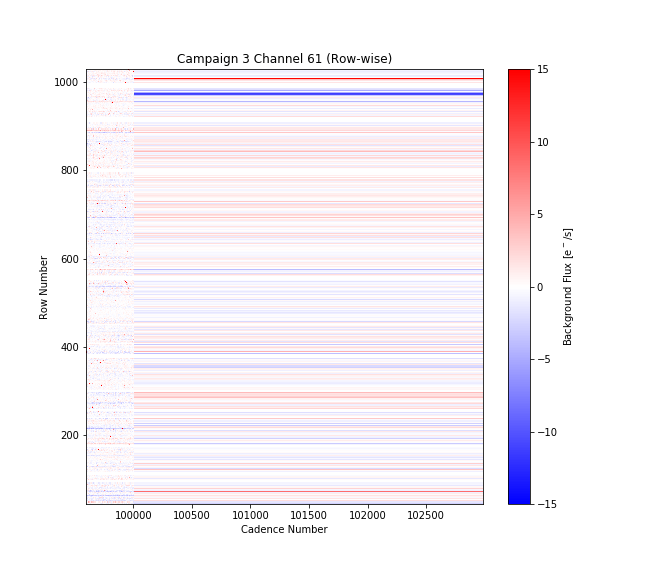 Campaign 3 Channel 61 (Row-wise)
1000
800
600
400
200
Row Number
100000 100500 101000 101500 102000 102500
Cadence Number
15
10
5
0
−5
−10
−15
Background Flux [e⁻/s]